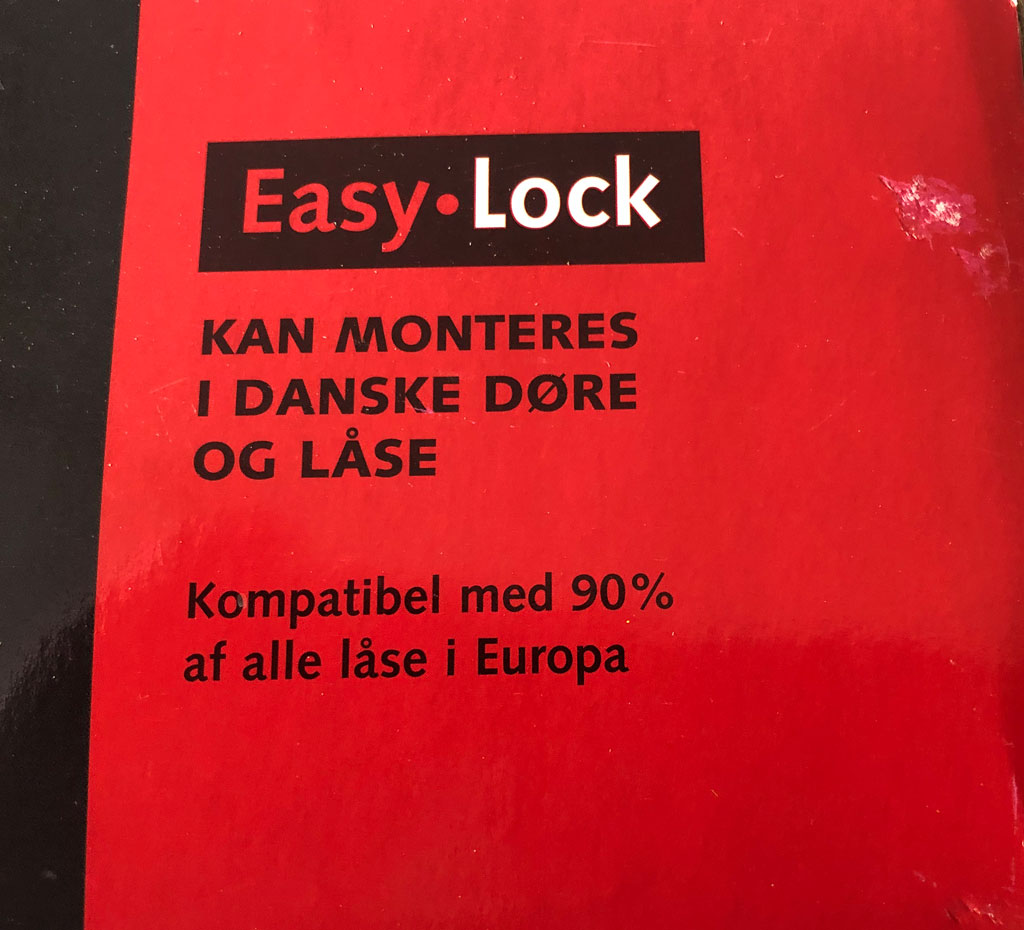 Easy•Lock
KAN MONTERES
I DANSKE DØRE
OG LÅSE
Kompatibel med 90%
af alle låse i Europa